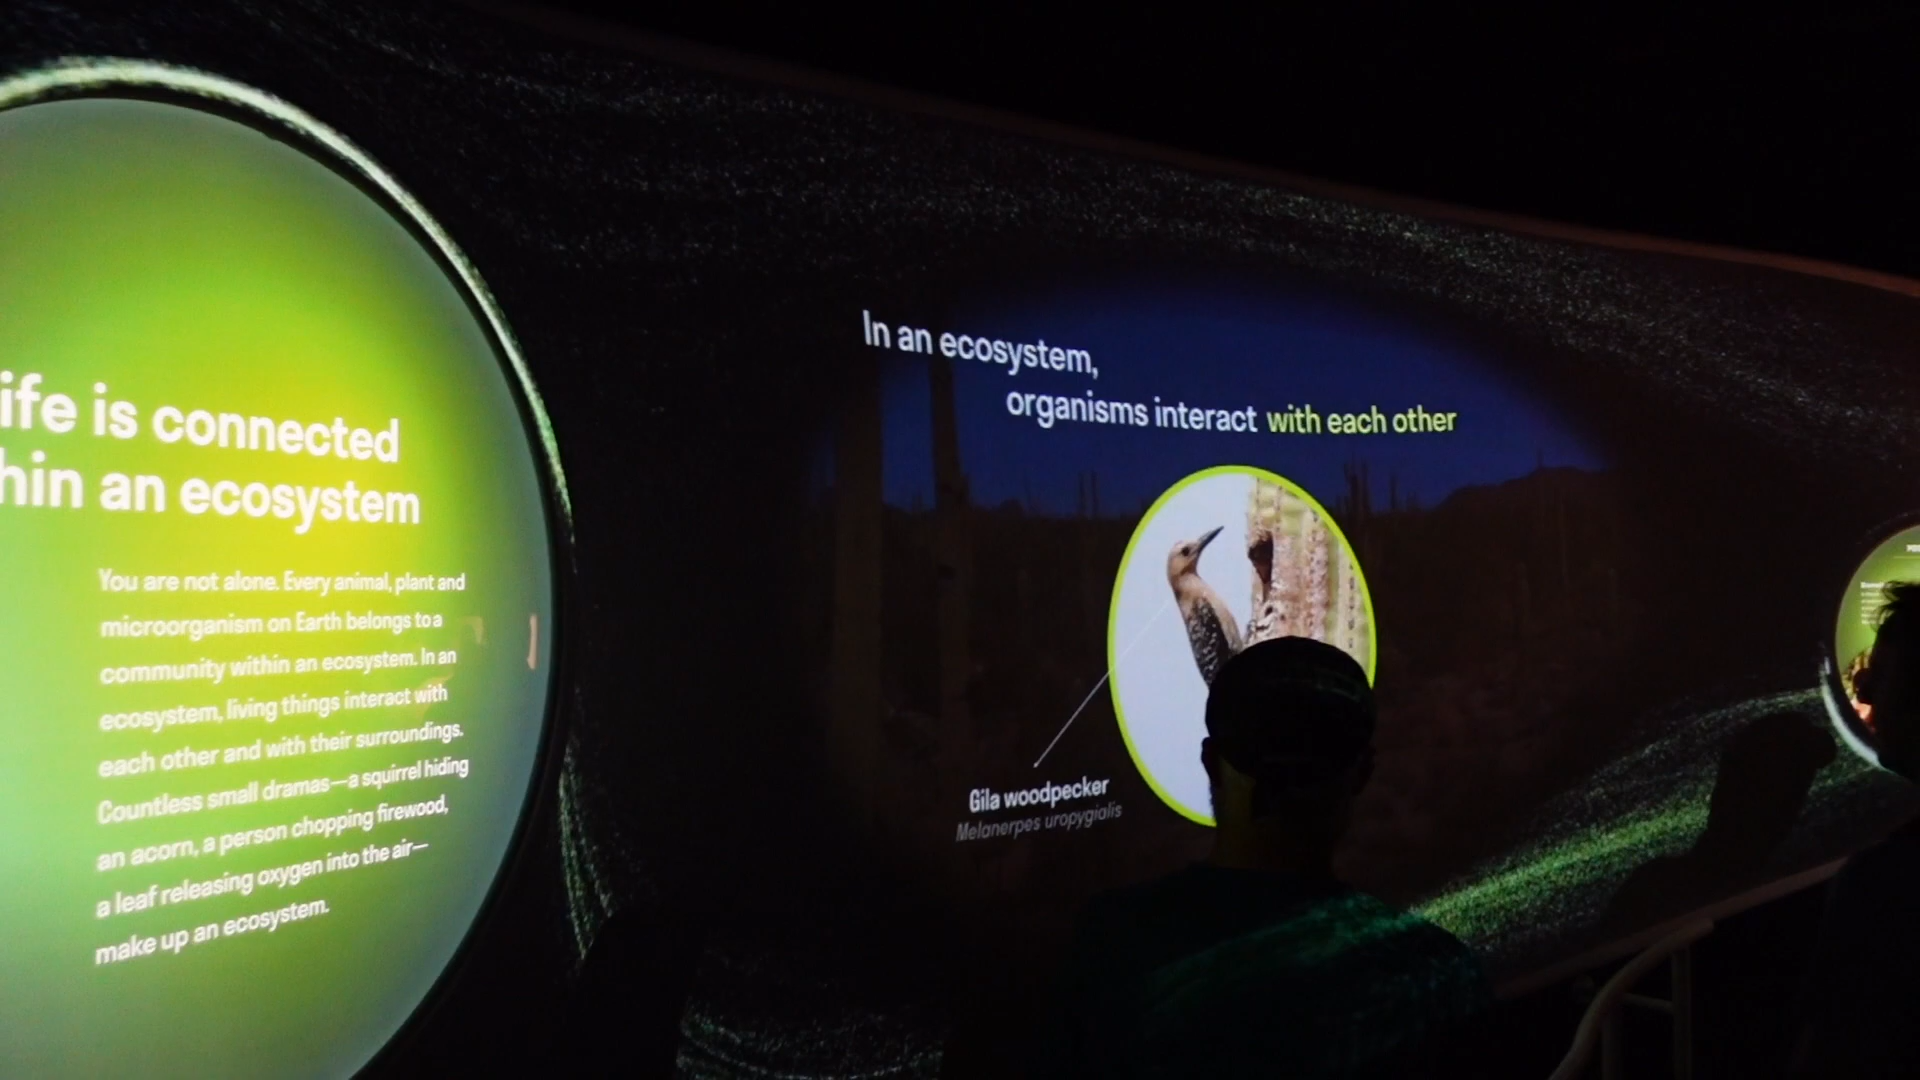 ife is connected
hin an ecosystem
You are not alone. Every animal, plant and
microorganism on Earth belongs to a
community within an ecosystem. In an
ecosystem, living things interact with
each other and with their surroundings.
Countless small dramas—a squirrel hiding
an acorn, a person chopping firewood,
a leaf releasing oxygen into the air—
make up an ecosystem.
In an ecosystem,
organisms interact with each other
Gila woodpecker
Melanerpes uropygialis